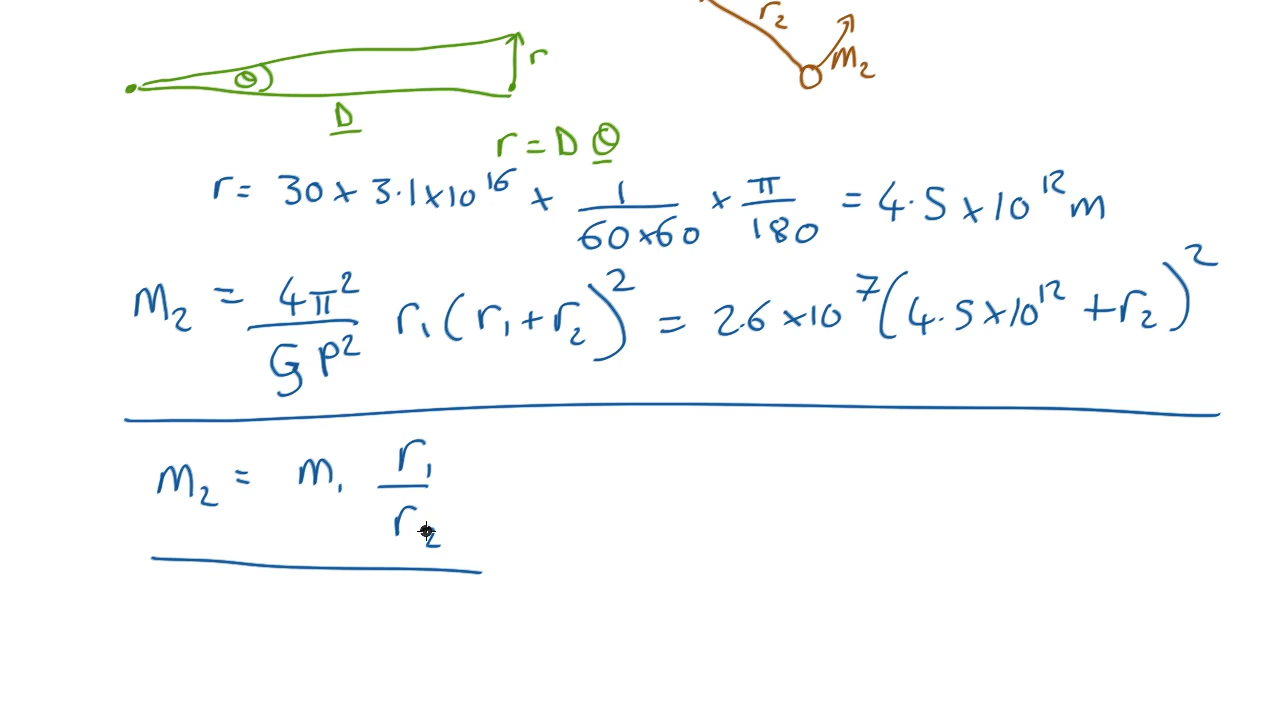 r₂
m₂
θ
r
D
r = D θ
r = 30 × 3.1×10¹⁶ × 1/(60×60) × π/180 = 4.5 × 10¹² m
m₂ = 4π²/(G P²) r₁(r₁+r₂)² = 2.6 ×10⁷(4.5×10¹² + r₂)²
m₂ = m₁ r₁/r₂